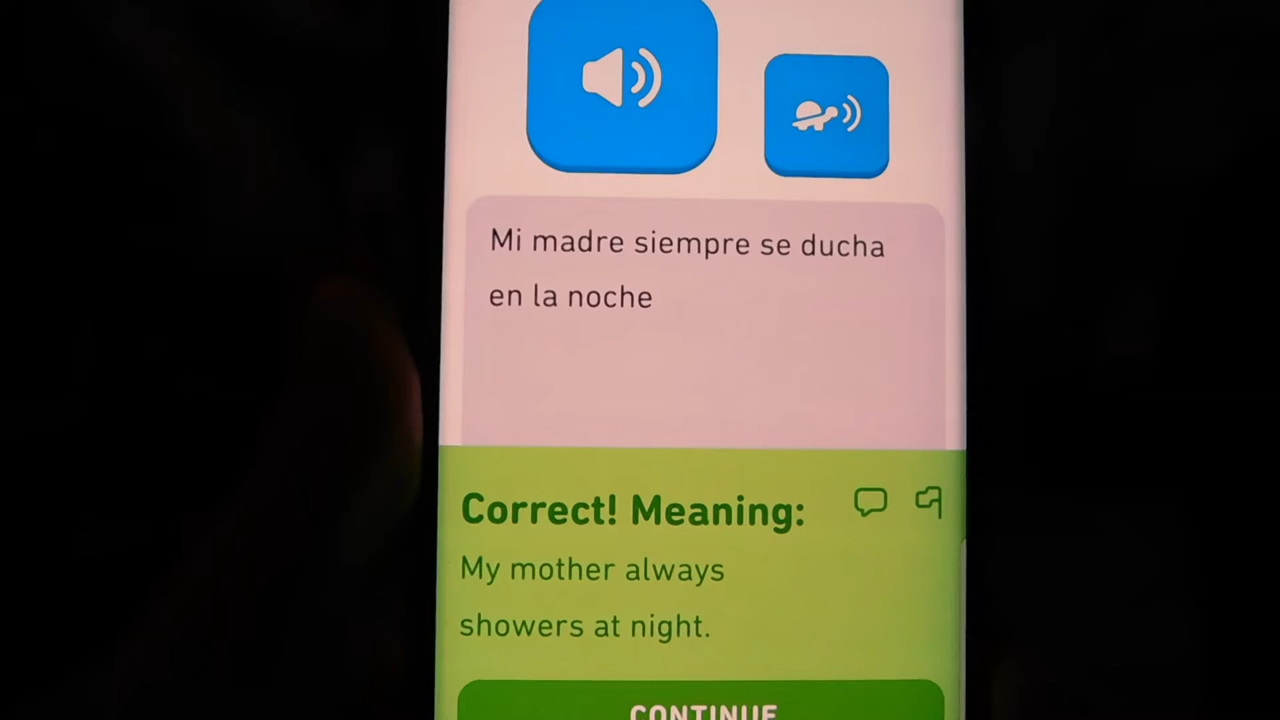 Mi madre siempre se ducha
en la noche
Correct! Meaning:
My mother always
showers at night.
CONTINUE